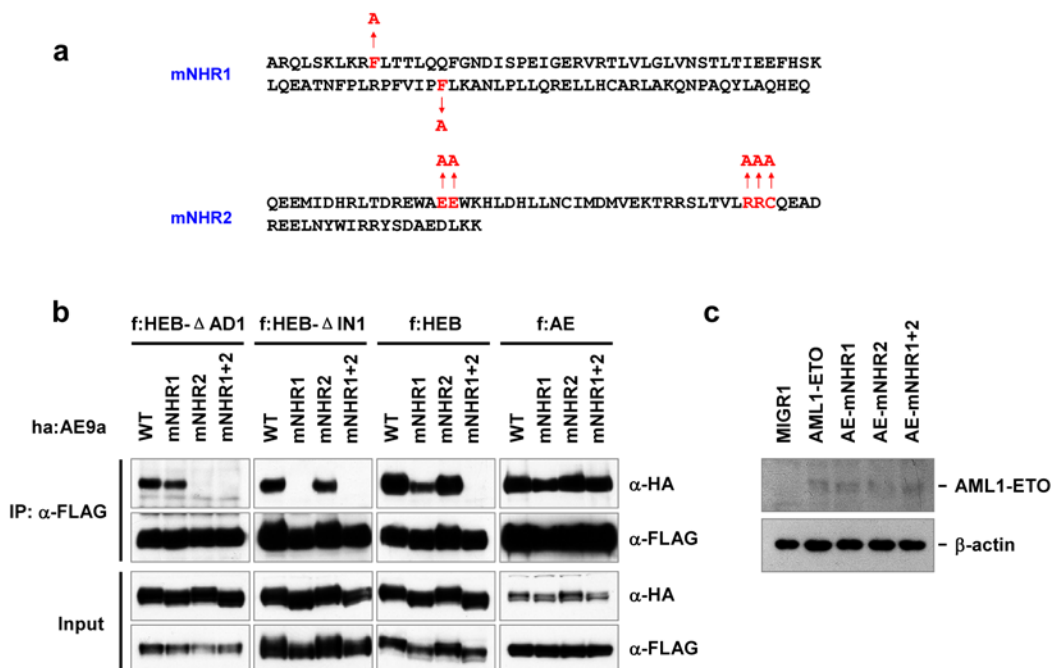 a
A
mNHR1
ARQLSKLKRFLTTLQQFGNDISPEIGERVRTLVLGLVNSTLTIEEFHSK
LQEATNFPLRPFVIPFLKANLPLLQRELLHCARLAKQNPAQYLAQHEQ
A
AA AAA
mNHR2
QEEMIDHRLTDREWAEEWKHLDHLLNCIMDMVEKTRRSLTVLRRCQEAD
REELNYWIRRYSDAEDLKK
b
f:HEB-Δ AD1 f:HEB-Δ IN1 f:HEB f:AE
ha:AE9a
WT mNHR1 mNHR2 mNHR1+2 WT mNHR1 mNHR2 mNHR1+2 WT mNHR1 mNHR2 mNHR1+2 WT mNHR1 mNHR2 mNHR1+2
IP: α-FLAG
α-HA
α-FLAG
Input
α-HA
α-FLAG
c
MIGR1 AML1-ETO AE-mNHR1 AE-mNHR2 AE-mNHR1+2
– AML1-ETO
– β-actin